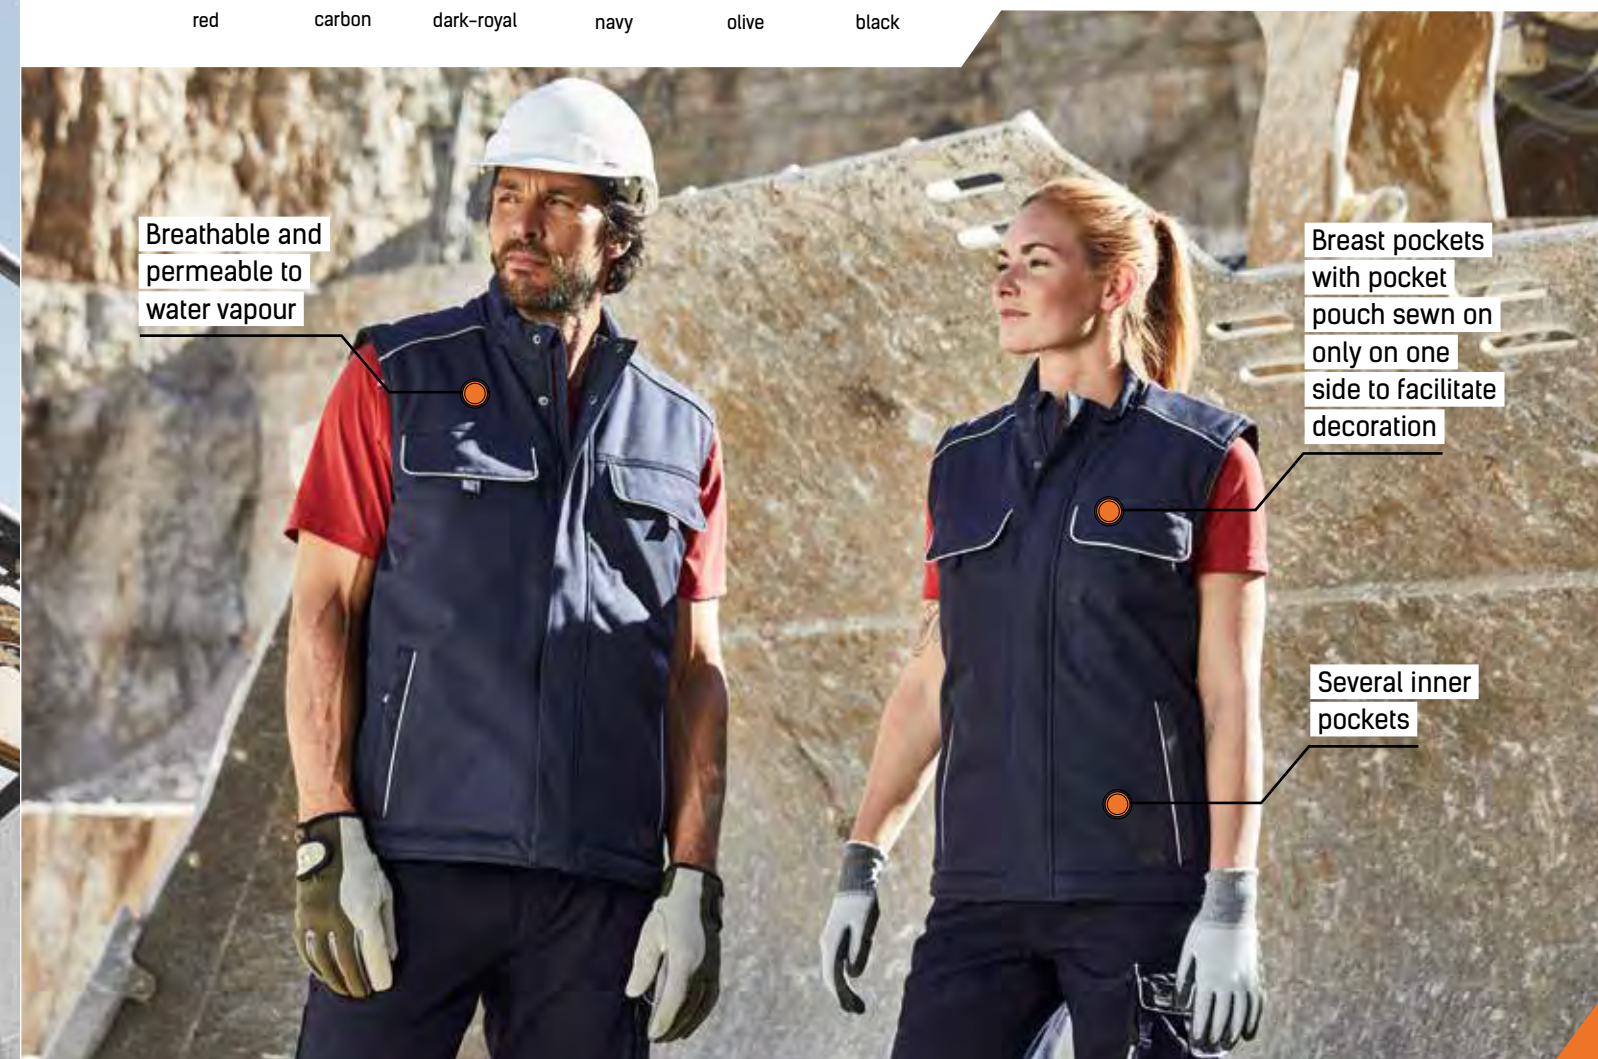 red carbon dark-royal navy olive black
Breathable and
permeable to
water vapour
Breast pockets
with pocket
pouch sewn on
only on one
side to facilitate
decoration
Several inner
pockets